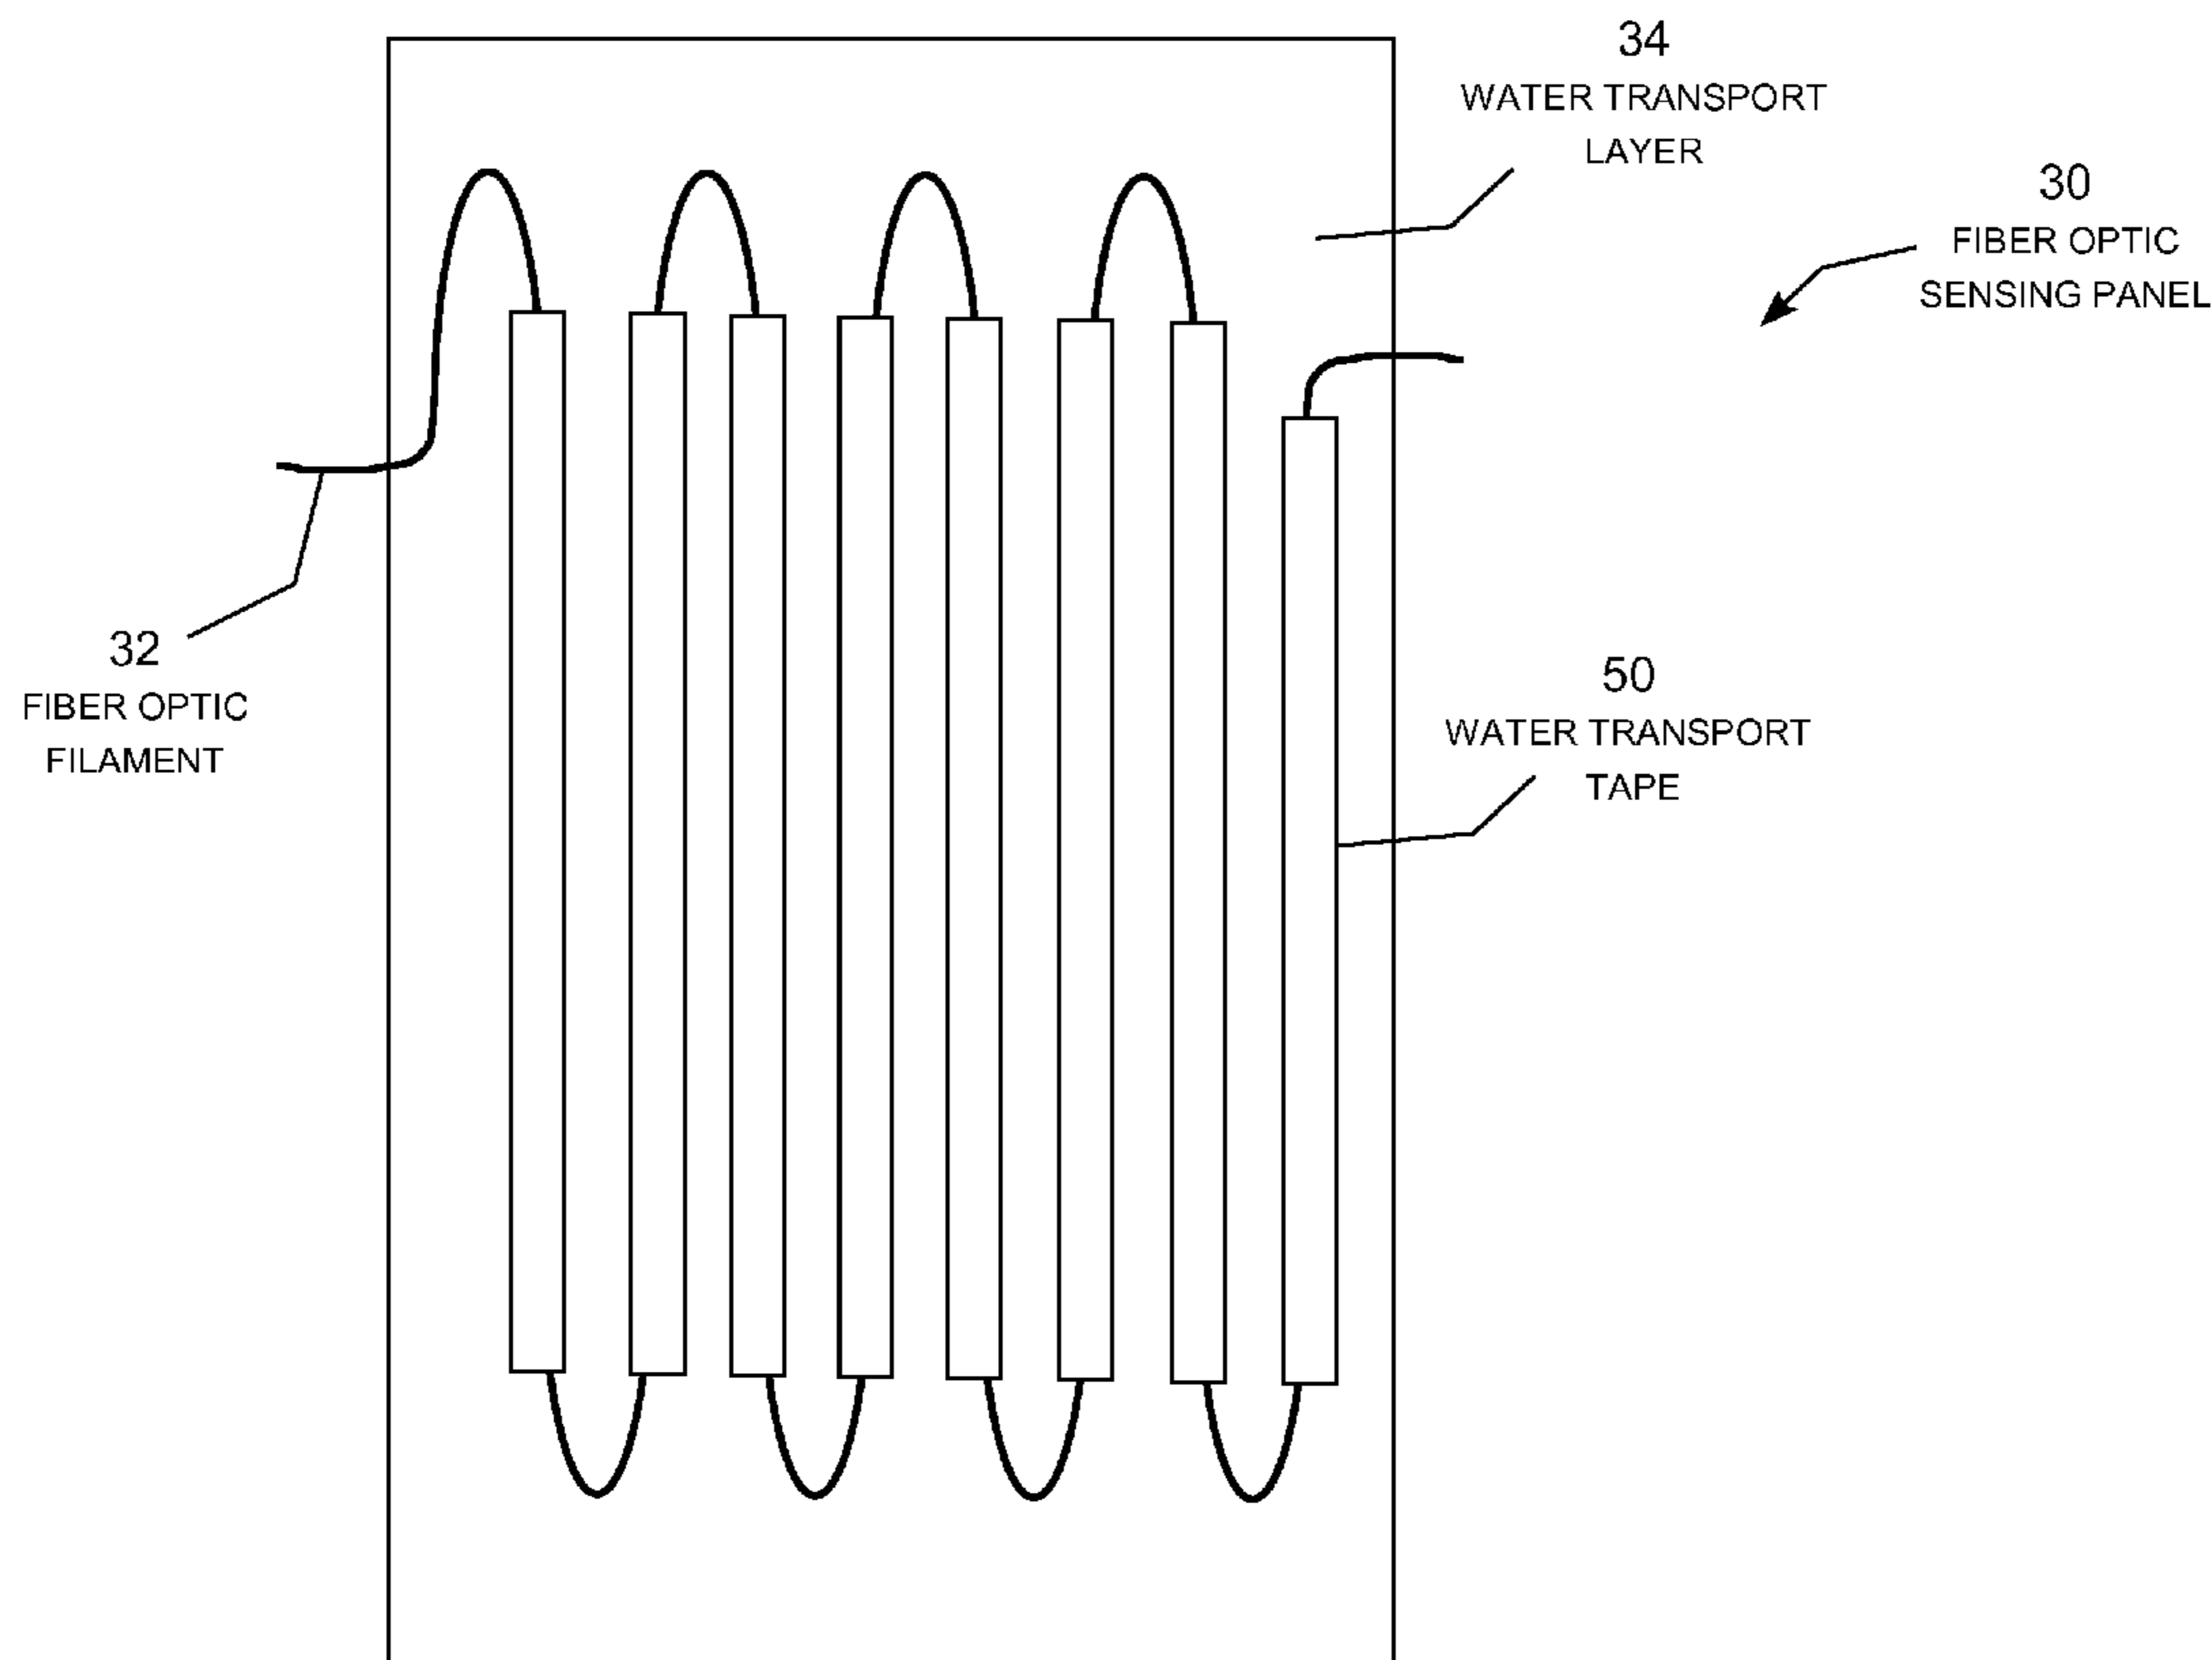 34
WATER TRANSPORT
LAYER
30
FIBER OPTIC
SENSING PANEL
32
FIBER OPTIC
FILAMENT
50
WATER TRANSPORT
TAPE